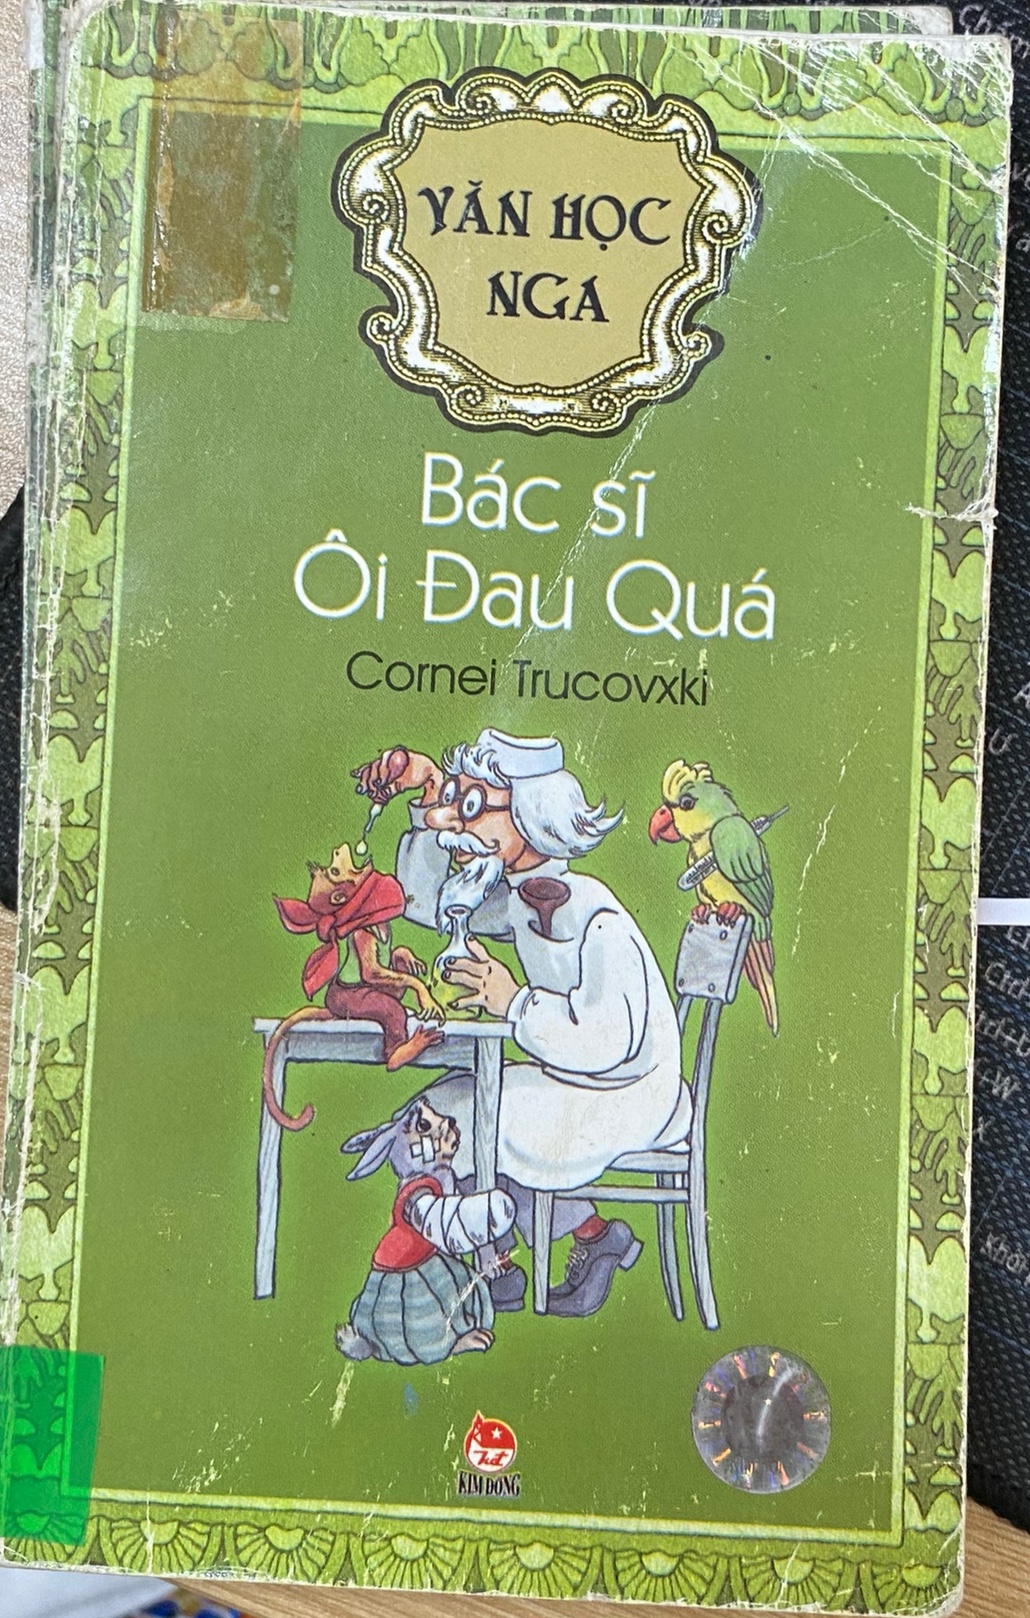 VĂN HỌC
NGA
Bác sĩ
Ôi Đau Quá
Cornei Trucovxki
KIM ĐỒNG